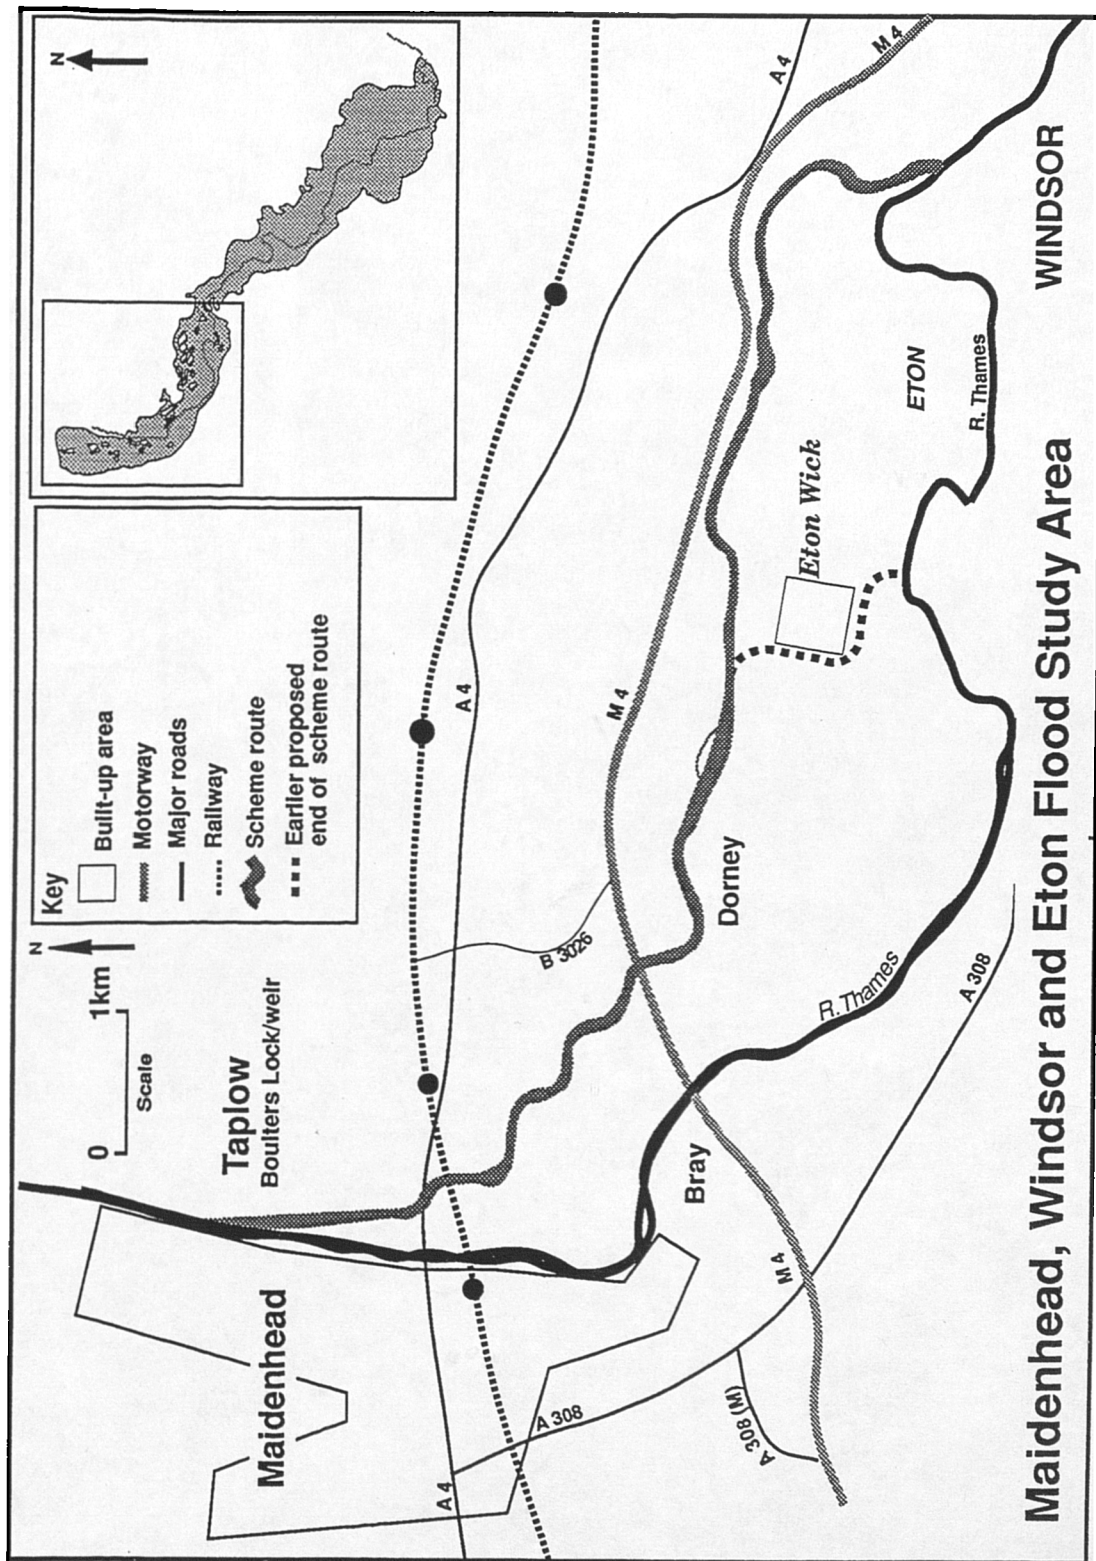 N
Key
Built-up area
Motorway
Major roads
Railway
Scheme route
Earlier proposed
end of scheme route
N
0
1km
Scale
Taplow
Boulters Lock/weir
Maidenhead
A 4
A 4
A 4
M 4
M 4
M 4
B 3026
A 308
A 308
A 308 (M)
Bray
Dorney
Eton Wick
ETON
WINDSOR
R. Thames
R. Thames
Maidenhead, Windsor and Eton Flood Study Area